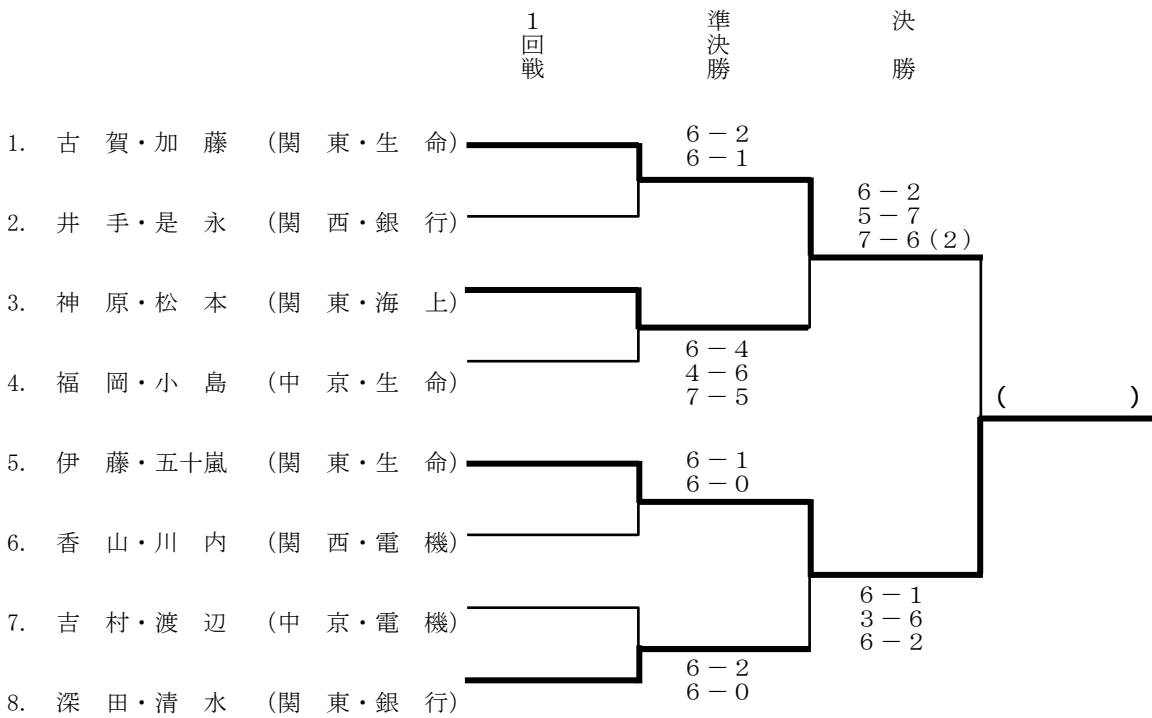 １回戦
準決勝
決　勝
1.　古　賀・加　藤　（関　東・生　命）
６－２
６－１
2.　井　手・是　永　（関　西・銀　行）
６－２
５－７
７－６(２)
3.　神　原・松　本　（関　東・海　上）
4.　福　岡・小　島　（中　京・生　命）
６－４
４－６
７－５
(　　　　　)
5.　伊　藤・五十嵐　（関　東・生　命）
６－１
６－０
6.　香　山・川　内　（関　西・電　機）
7.　吉　村・渡　辺　（中　京・電　機）
６－１
３－６
６－２
8.　深　田・清　水　（関　東・銀　行）
６－２
６－０